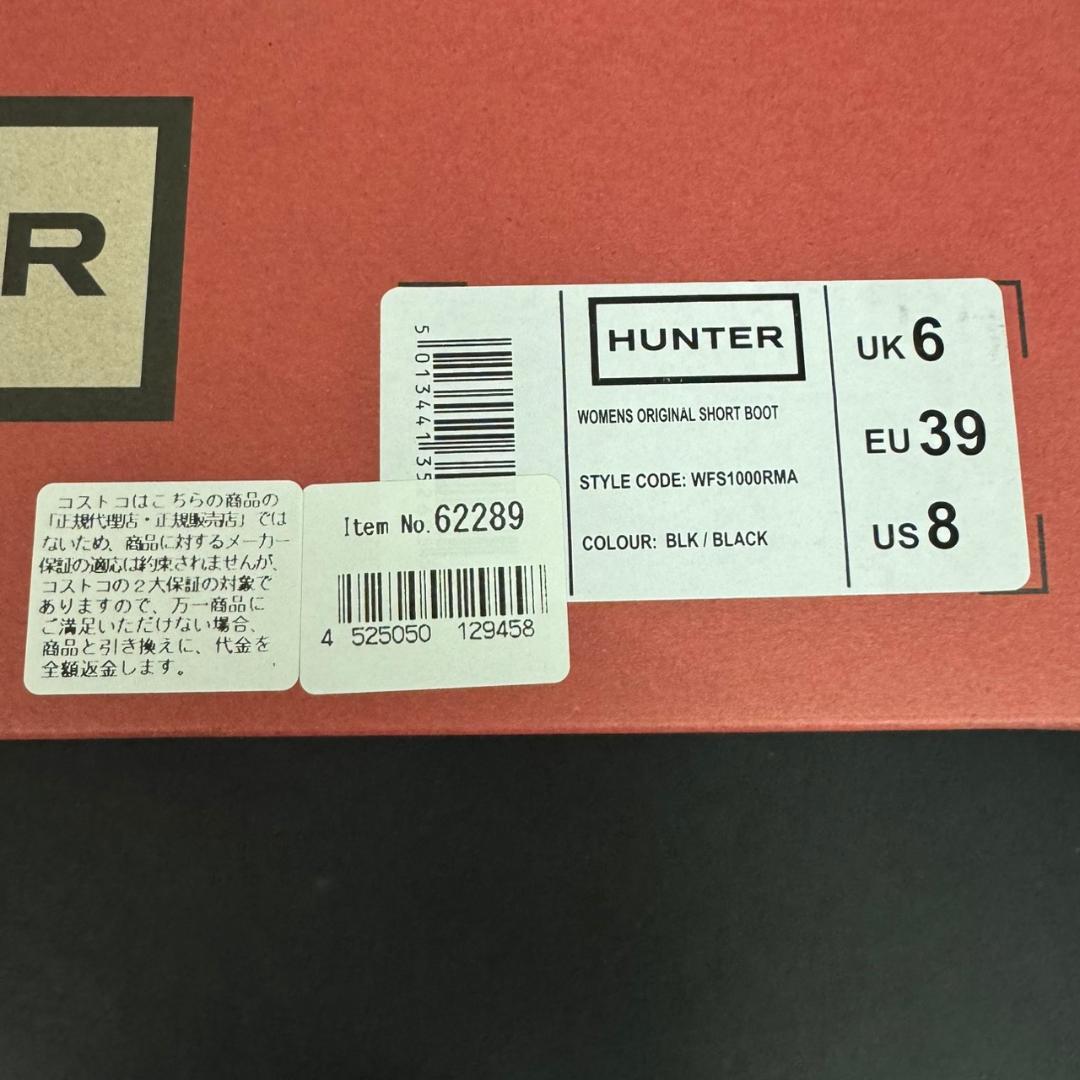 R
5 013441 352
HUNTER
WOMENS ORIGINAL SHORT BOOT
STYLE CODE: WFS1000RMA
COLOUR: BLK / BLACK
UK 6
EU 39
US 8
コストコはこちらの商品の
「正規代理店・正規販売店」では
ないため、商品に対するメーカー
保証の適応は約束されませんが、
コストコの2大保証の対象で
ありますので、万一商品に
ご満足いただけない場合、
商品と引き換えに、代金を
全額返金します。
Item No.62289
4 525050 129458